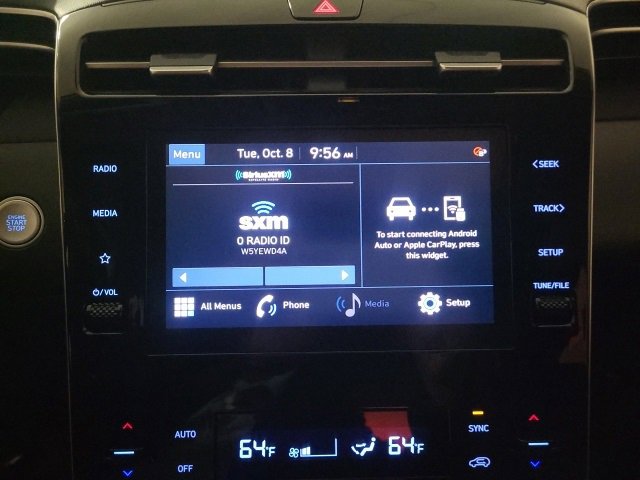 Menu
Tue, Oct. 8
9:56 AM
RADIO
MEDIA
⏻/VOL
ENGINE
START
STOP
((SiriusXM))
SATELLITE RADIO
sxm
0 RADIO ID
W5YEWD4A
To start connecting Android
Auto or Apple CarPlay, press
this widget.
All Menus
Phone
Media
Setup
<SEEK
TRACK>
SETUP
TUNE/FILE
AUTO
OFF
64°F
64°F
SYNC